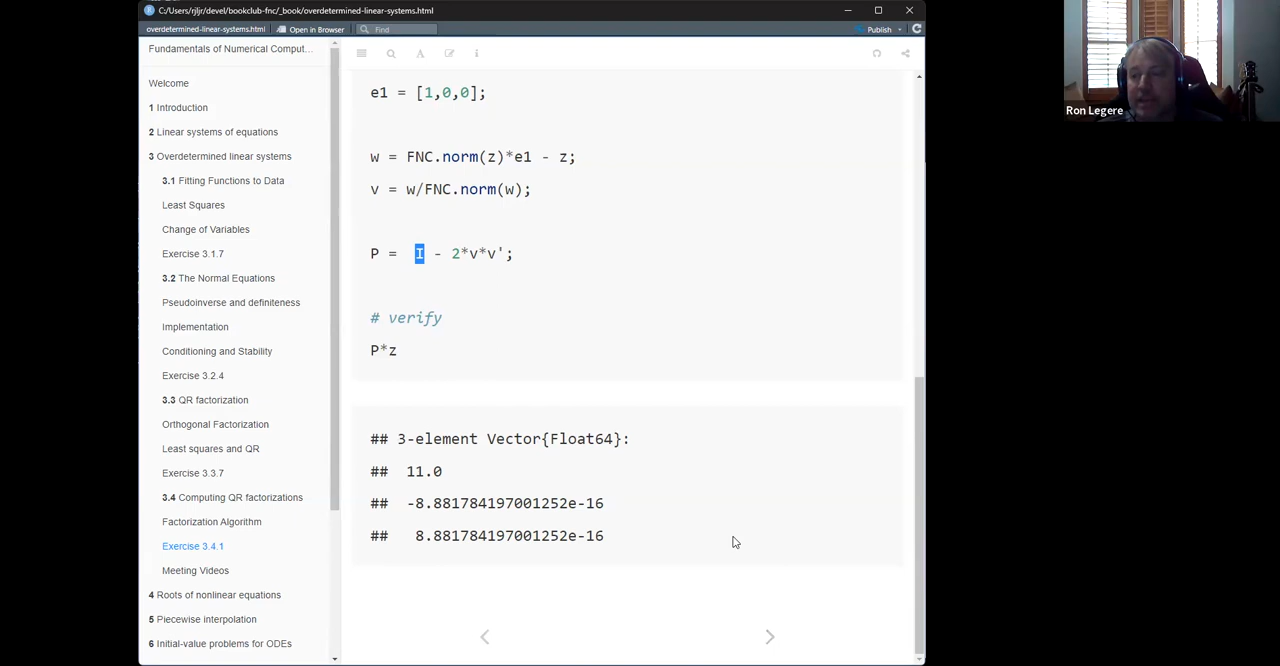 C:/Users/rjljr/devel/bookclub-fnc/_book/overdetermined-linear-systems.html
overdetermined-linear-systems.html
Open in Browser
Find
Publish
Fundamentals of Numerical Comput...
Welcome
1 Introduction
2 Linear systems of equations
3 Overdetermined linear systems
3.1 Fitting Functions to Data
Least Squares
Change of Variables
Exercise 3.1.7
3.2 The Normal Equations
Pseudoinverse and definiteness
Implementation
Conditioning and Stability
Exercise 3.2.4
3.3 QR factorization
Orthogonal Factorization
Least squares and QR
Exercise 3.3.7
3.4 Computing QR factorizations
Factorization Algorithm
Exercise 3.4.1
Meeting Videos
4 Roots of nonlinear equations
5 Piecewise interpolation
6 Initial-value problems for ODEs
e1 = [1,0,0];
w = FNC.norm(z)*e1 - z;
v = w/FNC.norm(w);
P =  I - 2*v*v';
# verify
P*z
## 3-element Vector{Float64}:
##  11.0
##  -8.881784197001252e-16
##   8.881784197001252e-16
Ron Legere